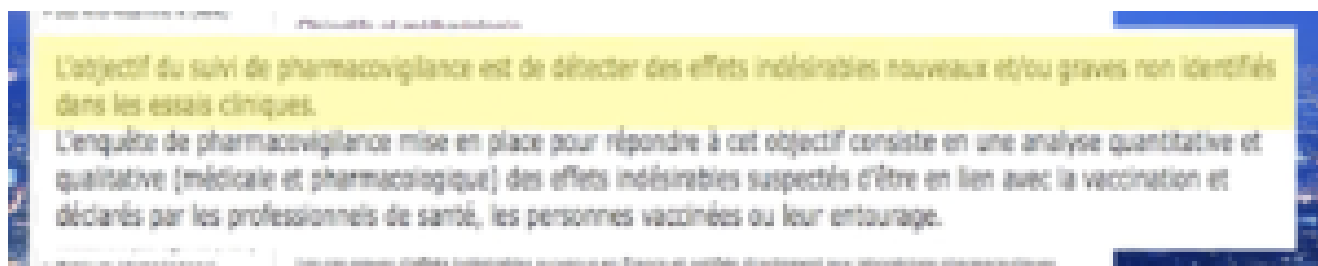 Objectifs et méthodologie
L'objectif du suivi de pharmacovigilance est de détecter des effets indésirables nouveaux et/ou graves non identifiés
dans les essais cliniques.
L'enquête de pharmacovigilance mise en place pour répondre à cet objectif consiste en une analyse quantitative et
qualitative (médicale et pharmacologique) des effets indésirables suspectés d'être en lien avec la vaccination et
déclarés par les professionnels de santé, les personnes vaccinées ou leur entourage.